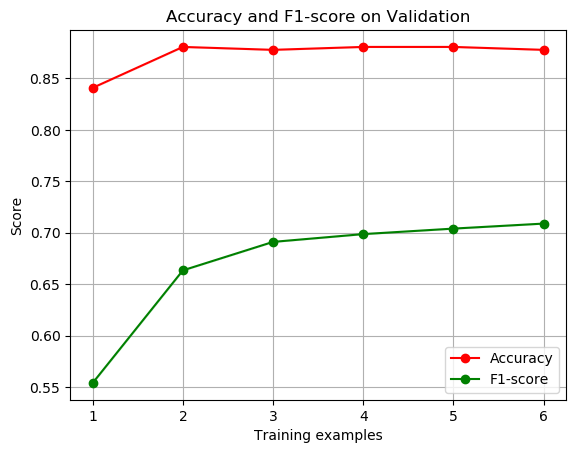 Accuracy and F1-score on Validation
Score
0.85
0.80
0.75
0.70
0.65
0.60
0.55
1 2 3 4 5 6
Training examples
Accuracy
F1-score